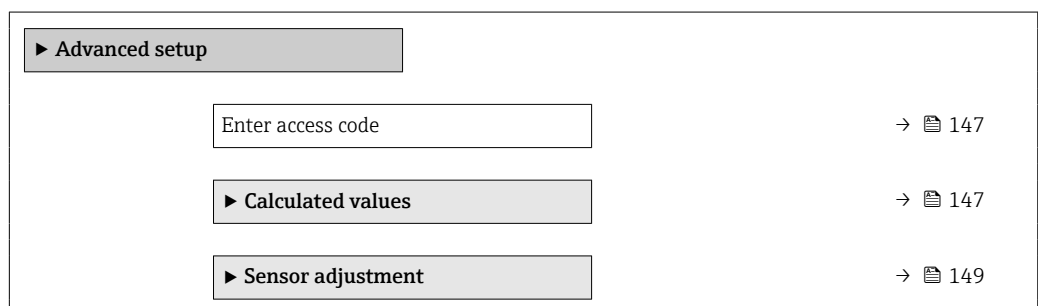 ▶ Advanced setup
Enter access code → 🖹 147
▶ Calculated values → 🖹 147
▶ Sensor adjustment → 🖹 149